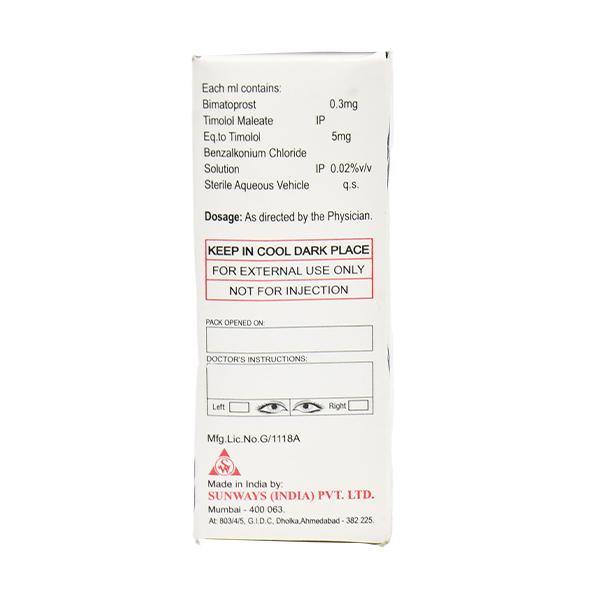 Each ml contains:
Bimatoprost 0.3mg
Timolol Maleate IP
Eq.to Timolol 5mg
Benzalkonium Chloride
Solution IP 0.02%v/v
Sterile Aqueous Vehicle q.s.
Dosage: As directed by the Physician.
KEEP IN COOL DARK PLACE
FOR EXTERNAL USE ONLY
NOT FOR INJECTION
PACK OPENED ON:
DOCTOR'S INSTRUCTIONS:
Left Right
Mfg.Lic.No.G/1118A
Made in India by:
SUNWAYS (INDIA) PVT. LTD.
Mumbai - 400 063.
At: 803/4/5, G.I.D.C, Dholka,Ahmedabad - 382 225.